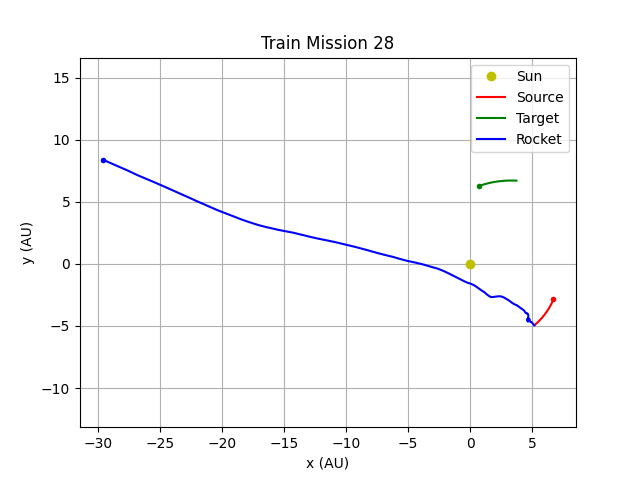 Train Mission 28
Sun
Source
Target
Rocket
y (AU)
15
10
5
0
−5
−10
−30
−25
−20
−15
−10
−5
0
5
x (AU)